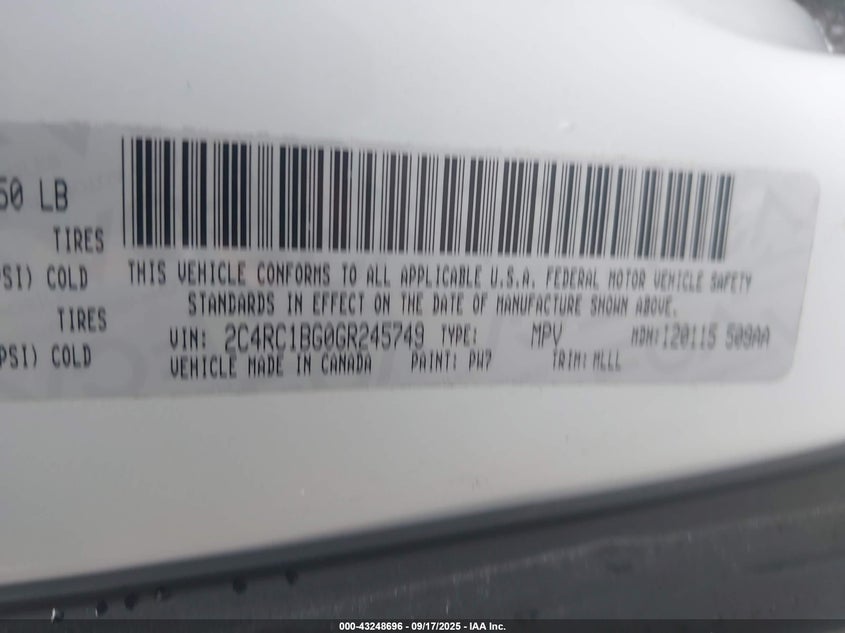 50 LB
TIRES
PSI) COLD
TIRES
PSI) COLD
THIS VEHICLE CONFORMS TO ALL APPLICABLE U.S.A. FEDERAL MOTOR VEHICLE SAFETY
STANDARDS IN EFFECT ON THE DATE OF MANUFACTURE SHOWN ABOVE.
VIN: 2C4RC1BG0GR245749 TYPE: MPV MDH: 120115 509AA
VEHICLE MADE IN CANADA PAINT: PW7 TRIM: MLLL
000-43248696 - 09/17/2025 - IAA Inc.